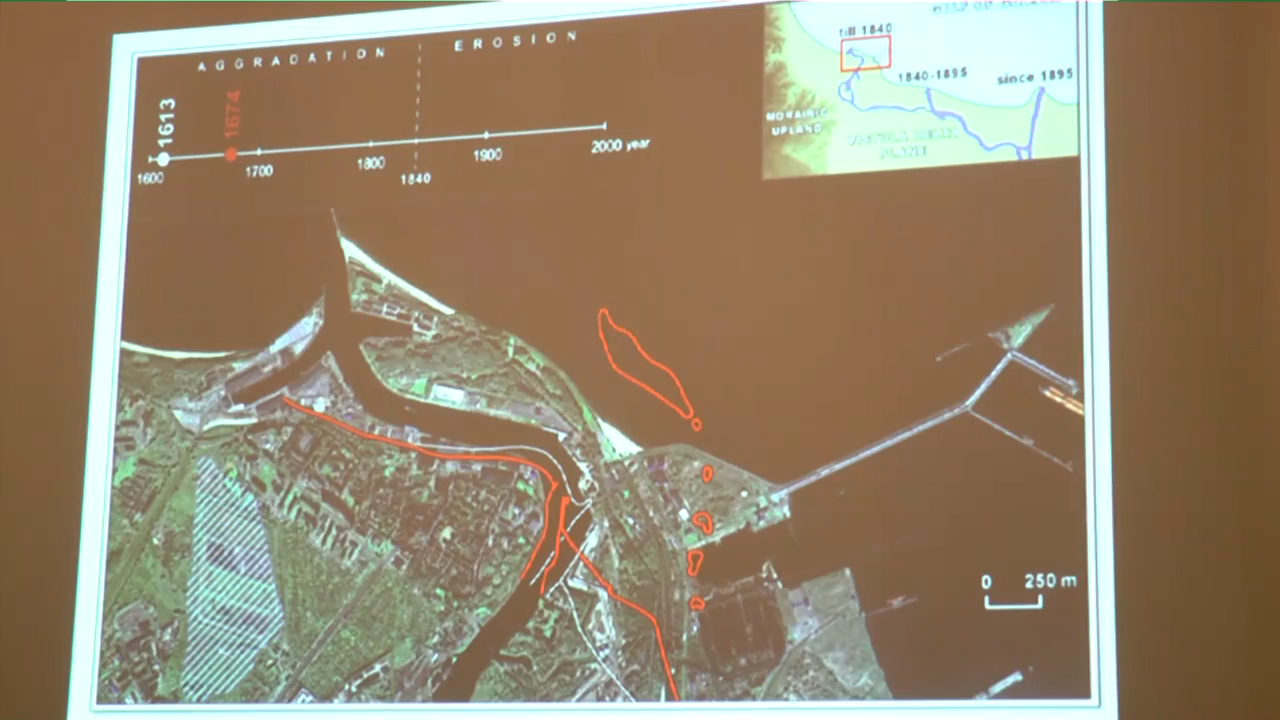 AGGRADATION
EROSION
1613
1674
1600
1700
1800
1840
1900
2000 year
till 1840
1840-1895
since 1895
MORAINIC
UPLAND
PLANE
0 250 m